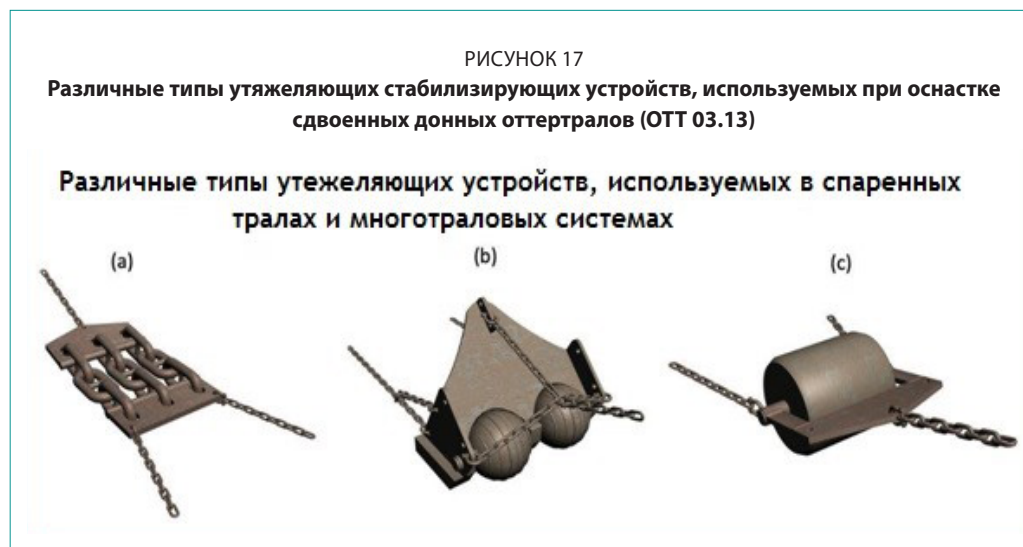 РИСУНОК 17
Различные типы утяжеляющих стабилизирующих устройств, используемых при оснастке
сдвоенных донных оттертралов (OTT 03.13)
Различные типы утежеляющих устройств, используемых в спаренных
тралах и многотраловых системах
(a) (b) (c)